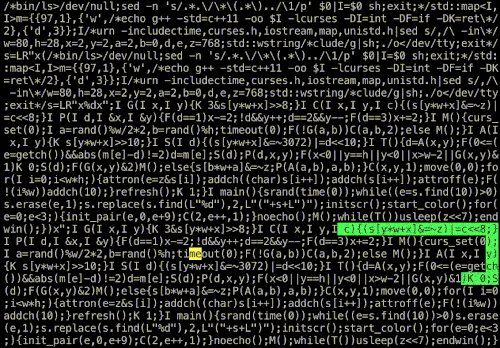 /*bin/ls>/dev/null;sed -n 's/.*.\/\*\(.*\)../\1/p' $0|I=$0 sh;exit;*/std::map<
I,I>m={{97,1},{'w',/*echo g++ -std=c++11 -oo $I -lcurses -DI=int -DF=if -DK=ret\*/
2},{'d',3}};I/*urn -includetime,curses.h,iostream,map,unistd.h|sed s/,/\ -in\*
w=80,h=28,x=2,y=2,a=2,b=0,d,e,z=768;std::wstring/*clude/g|sh;./o</dev/tty;exit*/
s=LR"x(/*bin/ls>/dev/null;sed -n 's/.*.\/\*\(.*\)../\1/p' $0|I=$0 sh;exit;*/std:
:map<I,I>m={{97,1},{'w',/*echo g++ -std=c++11 -oo $I -lcurses -DI=int -DF=if -DK
=ret\*/2},{'d',3}};I/*urn -includetime,curses.h,iostream,map,unistd.h|sed s/,/\
-in\*/w=80,h=28,x=2,y=2,a=2,b=0,d,e,z=768;std::wstring/*clude/g|sh;./o</dev/tty;
exit*/s=LR"x%dx";I G(I x,I y){K 3&s[y*w+x]>>8;}I C(I x,I y,I c){(s[y*w+x]&=~z)|=
c<<8;}I P(I d,I &x,I &y){F(d==1)x-=2;!d&&y++;d==2&&y--;F(d==3)x+=2;}I M(){curs_
set(0);I a=rand()%w/2*2,b=rand()%h;timeout(0);F(!G(a,b))C(a,b,2);else M();}I A(I
x,I y){K s[y*w+x]>>10;}I S(I d){(s[y*w+x]&=~3072)|=d<<10;}I T(){d=A(x,y);F(0<=(e
=getch())&&abs(m[e]-d)!=2)d=m[e];S(d);P(d,x,y);F(x<0||y==h||y<0||x>w-2||G(x,y)&
1)K 0;S(d);F(G(x,y)&2)M();else{s[b*w+a]&=~z;P(A(a,b),a,b);}C(x,y,1);move(0,0);fo
r(I i=0;i<w*h;){attron(e=z&s[i]);addch((char)s[i++]);addch(s[i++]);attroff(e);F(
!(i%w))addch(10);}refresh();K 1;}I main(){srand(time(0));while((e=s.find(10))>0)
s.erase(e,1);s.replace(s.find(L"%d"),2,L"("+s+L")");initscr();start_color();for(
e=0;e<3;){init_pair(e,0,e+9);C(2,e++,1);}noecho();M();while(T())usleep(z<<7);end
win();})x";I G(I x,I y){K 3&s[y*w+x]>>8;}I C(I x,I y,I c){(s[y*w+x]&=~z)|=c<<8;}
I P(I d,I &x,I &y){F(d==1)x-=2;!d&&y++;d==2&&y--;F(d==3)x+=2;}I M(){curs_set(0);
I a=rand()%w/2*2,b=rand()%h;timeout(0);F(!G(a,b))C(a,b,2);else M();}I A(I x,I y)
{K s[y*w+x]>>10;}I S(I d){(s[y*w+x]&=~3072)|=d<<10;}I T(){d=A(x,y);F(0<=(e=getch
())&&abs(m[e]-d)!=2)d=m[e];S(d);P(d,x,y);F(x<0||y==h||y<0||x>w-2||G(x,y)&1)K 0;S
(d);F(G(x,y)&2)M();else{s[b*w+a]&=~z;P(A(a,b),a,b);}C(x,y,1);move(0,0);for(I i=0
;i<w*h;){attron(e=z&s[i]);addch((char)s[i++]);addch(s[i++]);attroff(e);F(!(i%w))
addch(10);}refresh();K 1;}I main(){srand(time(0));while((e=s.find(10))>0)s.erase
(e,1);s.replace(s.find(L"%d"),2,L"("+s+L")");initscr();start_color();for(e=0;e<3
;){init_pair(e,0,e+9);C(2,e++,1);}noecho();M();while(T())usleep(z<<7);endwin();}